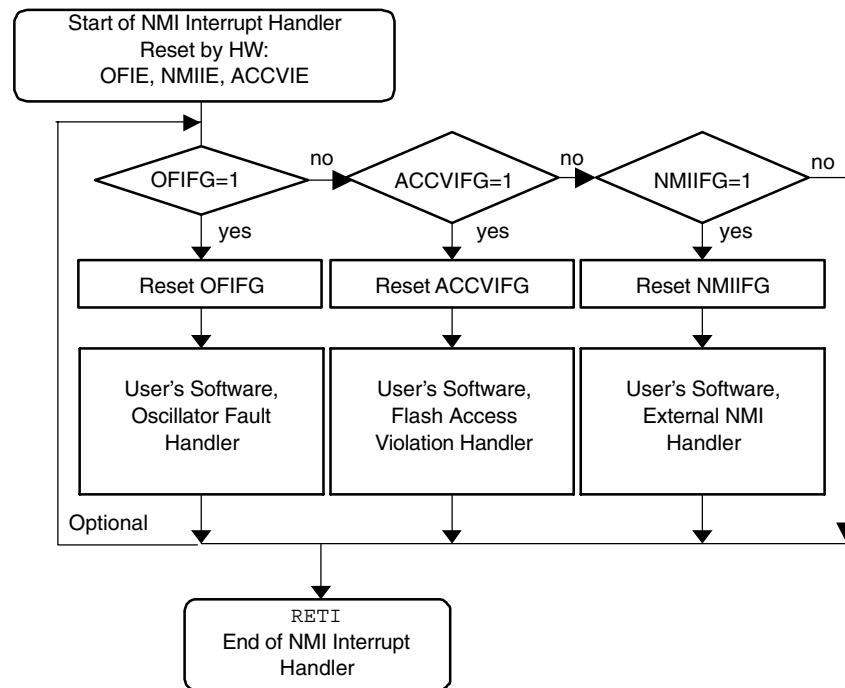 Start of NMI Interrupt Handler
Reset by HW:
OFIE, NMIIE, ACCVIE
OFIFG=1
no
ACCVIFG=1
no
NMIIFG=1
no
yes
yes
yes
Reset OFIFG
Reset ACCVIFG
Reset NMIIFG
User's Software,
Oscillator Fault
Handler
User's Software,
Flash Access
Violation Handler
User's Software,
External NMI
Handler
Optional
RETI
End of NMI Interrupt
Handler